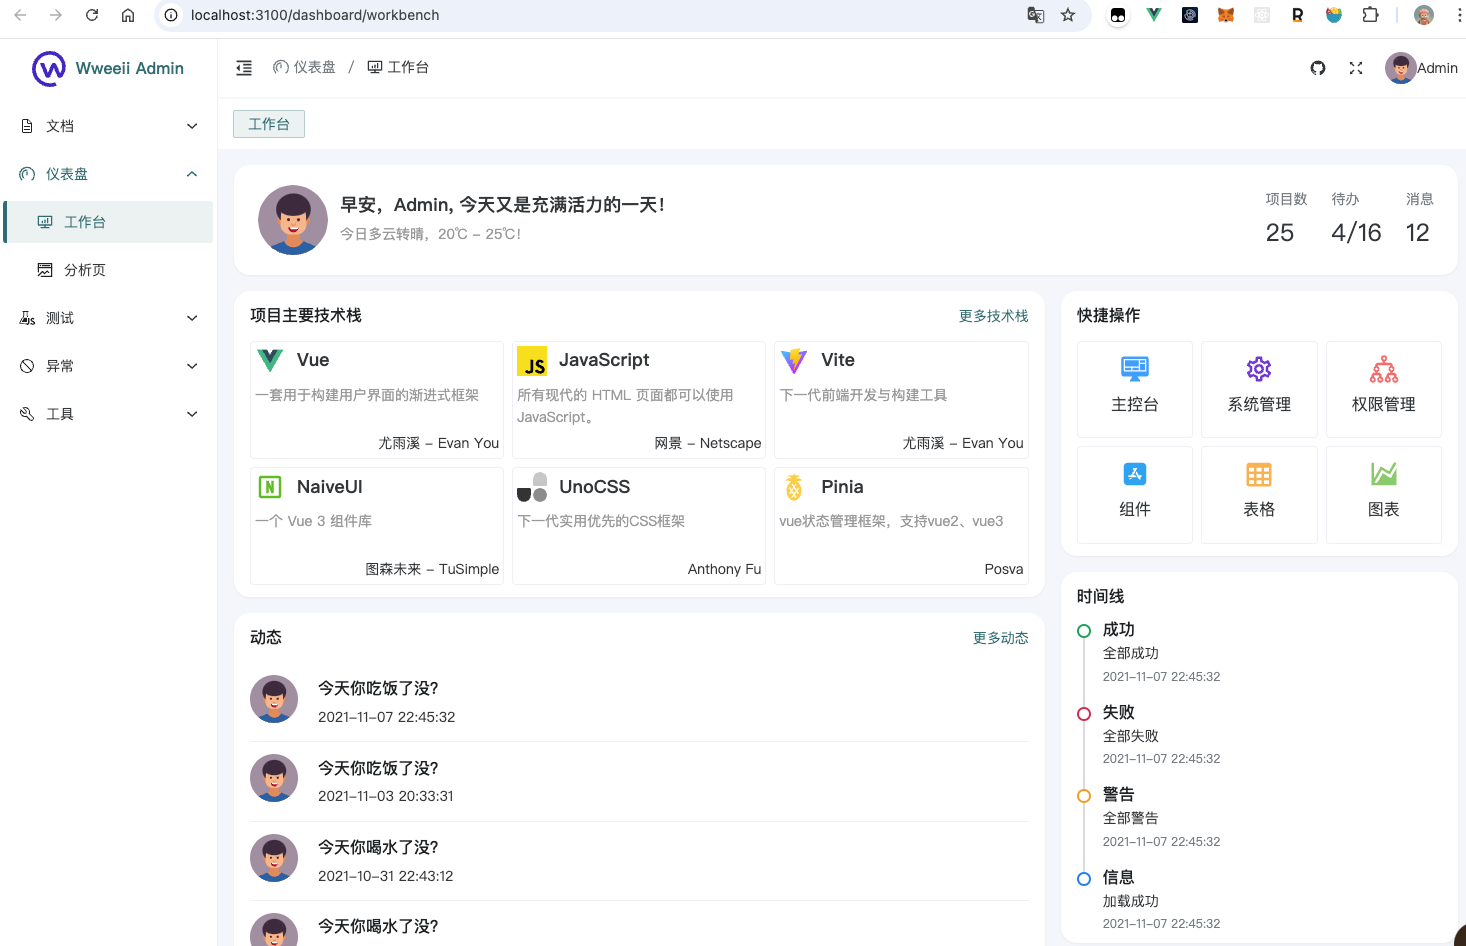 localhost:3100/dashboard/workbench
Wweeii Admin
仪表盘 / 工作台
Admin
文档
仪表盘
工作台
分析页
测试
异常
工具
工作台
早安，Admin, 今天又是充满活力的一天！
今日多云转晴，20℃ - 25℃！
项目数
25
待办
4/16
消息
12
项目主要技术栈
更多技术栈
Vue
一套用于构建用户界面的渐进式框架
尤雨溪 - Evan You
JS
JavaScript
所有现代的 HTML 页面都可以使用
JavaScript。
网景 - Netscape
Vite
下一代前端开发与构建工具
尤雨溪 - Evan You
N
NaiveUI
一个 Vue 3 组件库
图森未来 - TuSimple
UnoCSS
下一代实用优先的CSS框架
Anthony Fu
Pinia
vue状态管理框架，支持vue2、vue3
Posva
快捷操作
主控台
系统管理
权限管理
组件
表格
图表
动态
更多动态
今天你吃饭了没?
2021-11-07 22:45:32
今天你吃饭了没?
2021-11-03 20:33:31
今天你喝水了没?
2021-10-31 22:43:12
今天你喝水了没?
时间线
成功
全部成功
2021-11-07 22:45:32
失败
全部失败
2021-11-07 22:45:32
警告
全部警告
2021-11-07 22:45:32
信息
加载成功
2021-11-07 22:45:32